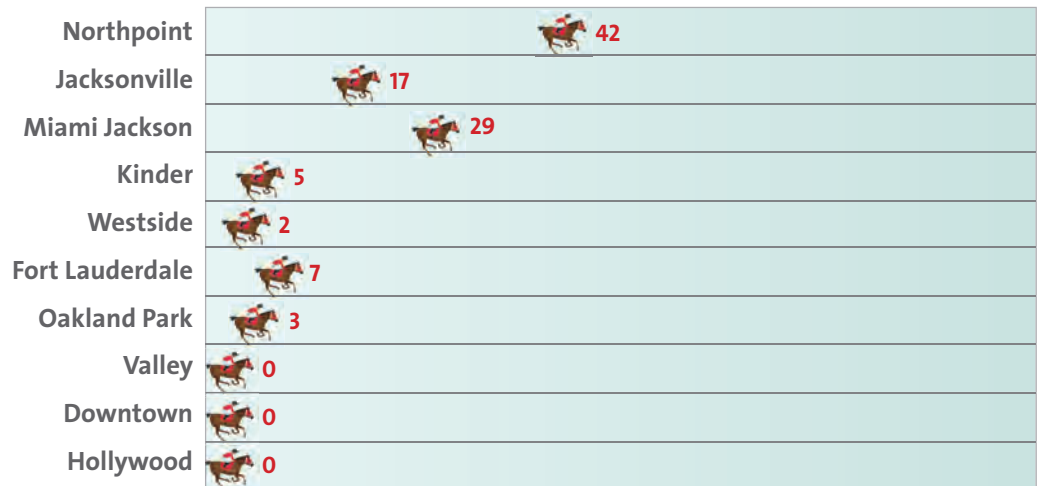 Northpoint 42
Jacksonville 17
Miami Jackson 29
Kinder 5
Westside 2
Fort Lauderdale 7
Oakland Park 3
Valley 0
Downtown 0
Hollywood 0